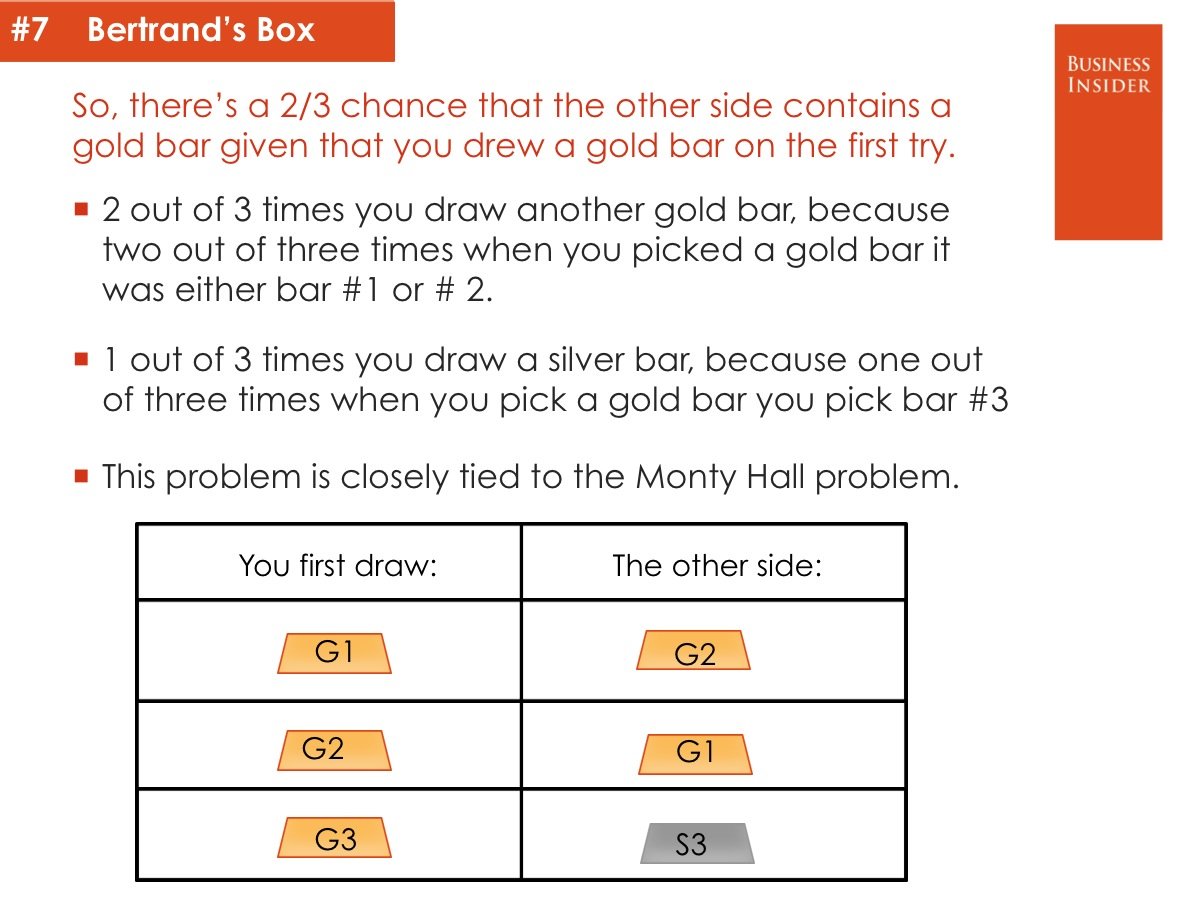 #7 Bertrand’s Box
BUSINESS
INSIDER
So, there’s a 2/3 chance that the other side contains a
gold bar given that you drew a gold bar on the first try.
2 out of 3 times you draw another gold bar, because
two out of three times when you picked a gold bar it
was either bar #1 or # 2.
1 out of 3 times you draw a silver bar, because one out
of three times when you pick a gold bar you pick bar #3
This problem is closely tied to the Monty Hall problem.
You first draw: The other side:
G1 G2
G2 G1
G3 S3